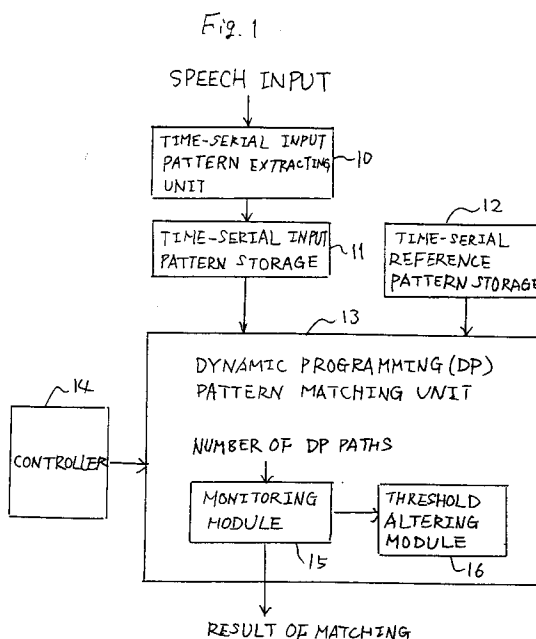 Fig. 1
SPEECH INPUT
TIME-SERIAL INPUT
PATTERN EXTRACTING
UNIT
10
TIME-SERIAL INPUT
PATTERN STORAGE
11
12
TIME-SERIAL
REFERENCE
PATTERN STORAGE
13
DYNAMIC PROGRAMMING (DP)
PATTERN MATCHING UNIT
14
CONTROLLER
NUMBER OF DP PATHS
MONITORING
MODULE
15
THRESHOLD
ALTERING
MODULE
16
RESULT OF MATCHING